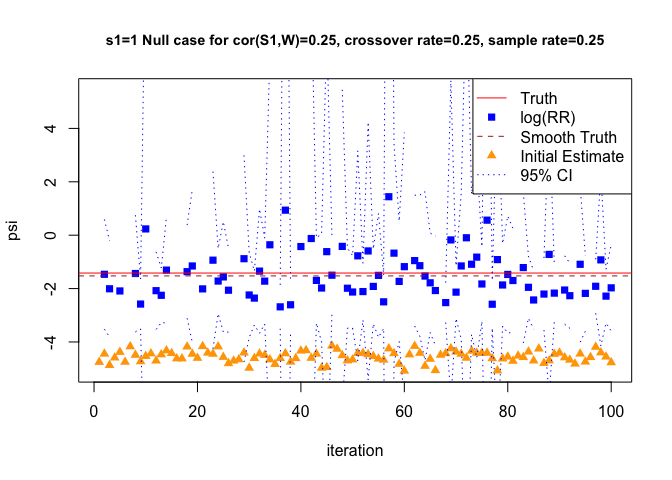 s1=1 Null case for cor(S1,W)=0.25, crossover rate=0.25, sample rate=0.25
Truth
log(RR)
Smooth Truth
Initial Estimate
95% CI
psi
4
2
0
-2
-4
0 20 40 60 80 100
iteration